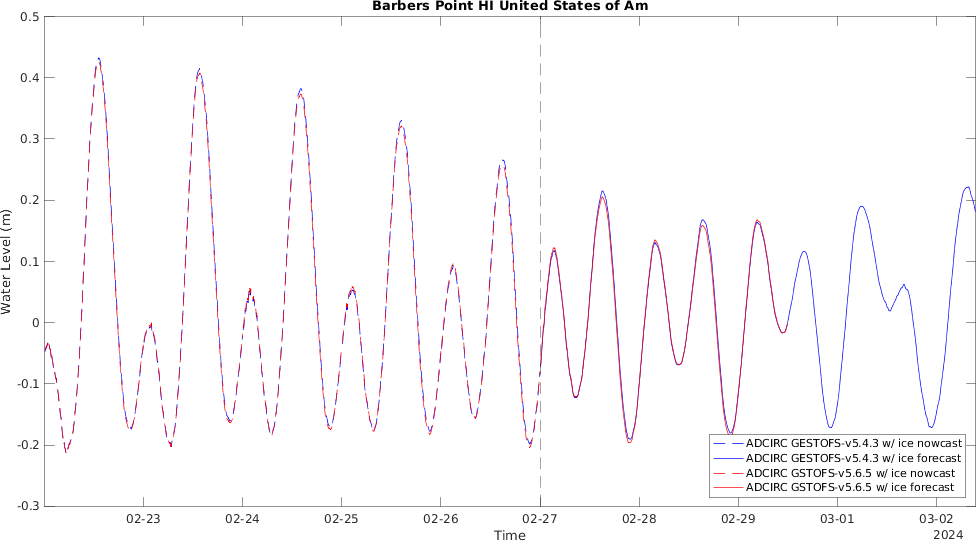 Barbers Point HI United States of Am
0.5
0.4
0.3
0.2
0.1
0
-0.1
-0.2
-0.3
Water Level (m)
02-23
02-24
02-25
02-26
02-27
02-28
02-29
03-01
03-02
2024
Time
ADCIRC GESTOFS-v5.4.3 w/ ice nowcast
ADCIRC GESTOFS-v5.4.3 w/ ice forecast
ADCIRC GSTOFS-v5.6.5 w/ ice nowcast
ADCIRC GSTOFS-v5.6.5 w/ ice forecast